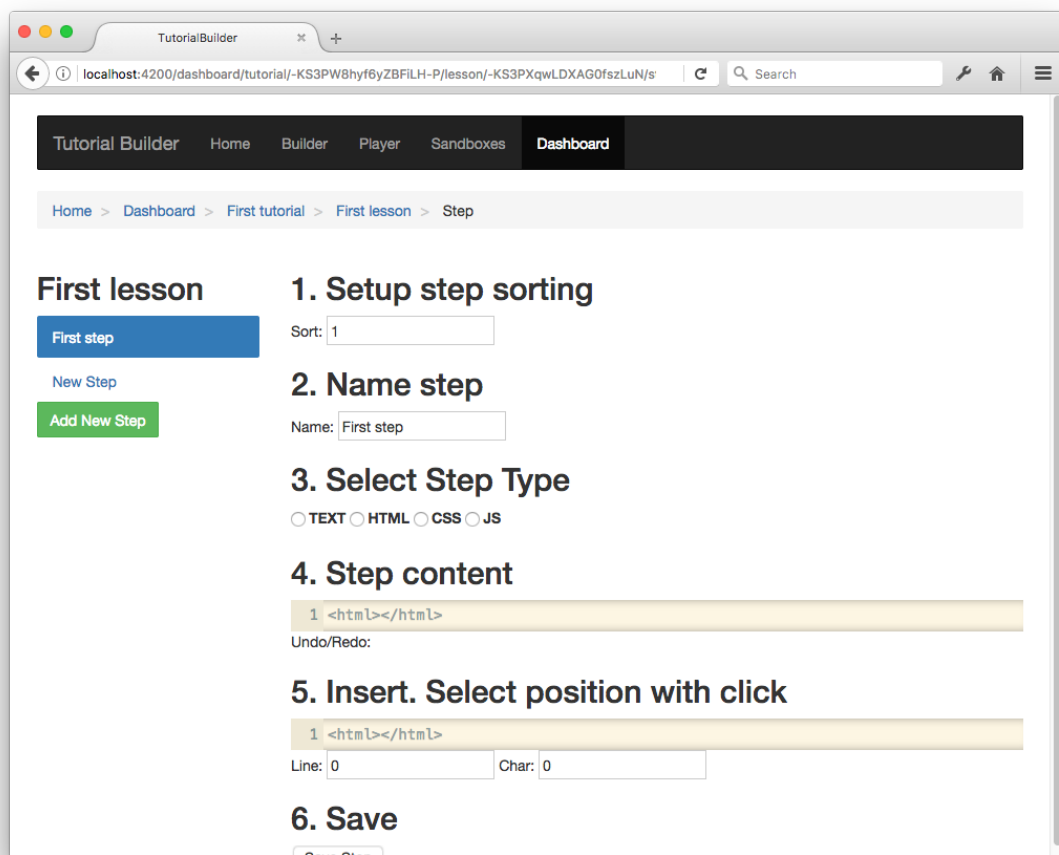 TutorialBuilder
localhost:4200/dashboard/tutorial/-KS3PW8hyf6yZBFiLH-P/lesson/-KS3PXqwLDXAG0fszLuN/s
Search
Tutorial Builder Home Builder Player Sandboxes Dashboard
Home > Dashboard > First tutorial > First lesson > Step
First lesson
First step
New Step
Add New Step
1. Setup step sorting
Sort: 1
2. Name step
Name: First step
3. Select Step Type
TEXT HTML CSS JS
4. Step content
1 <html></html>
Undo/Redo:
5. Insert. Select position with click
1 <html></html>
Line: 0 Char: 0
6. Save
Save Step